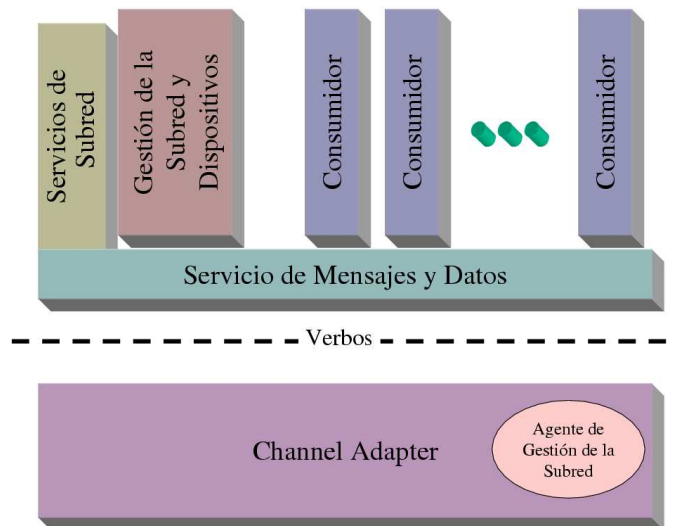 Servicios de
Subred
Gestión de la
Subred y
Dispositivos
Consumidor
Consumidor
Consumidor
Servicio de Mensajes y Datos
Verbos
Channel Adapter
Agente de
Gestión de la
Subred